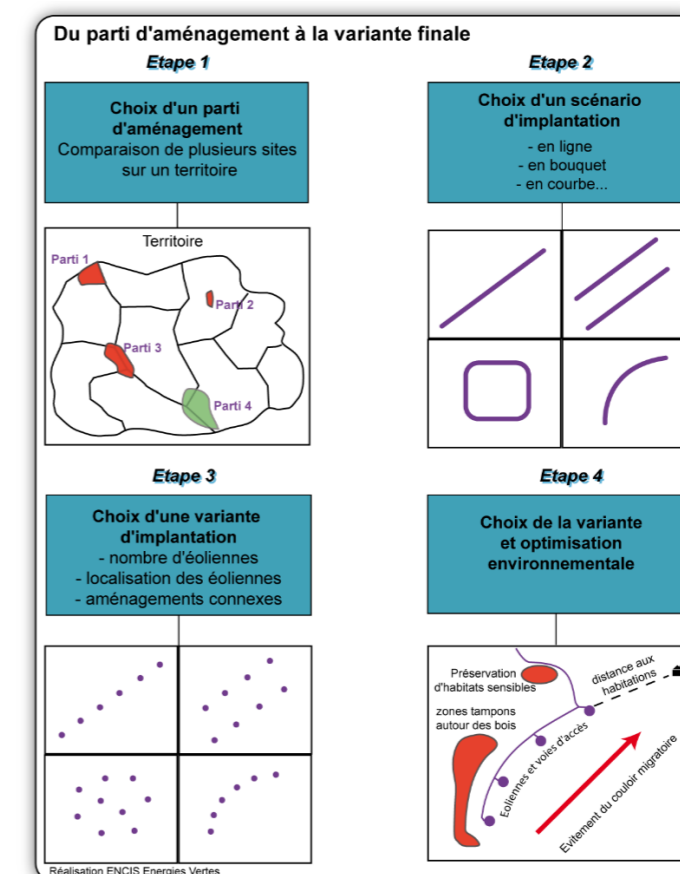 Du parti d'aménagement à la variante finale
Etape 1
Choix d'un parti
d'aménagement
Comparaison de plusieurs sites
sur un territoire
Territoire
Parti 1
Parti 2
Parti 3
Parti 4
Etape 2
Choix d'un scénario
d'implantation
- en ligne
- en bouquet
- en courbe...
Etape 3
Choix d'une variante
d'implantation
- nombre d'éoliennes
- localisation des éoliennes
- aménagements connexes
Etape 4
Choix de la variante
et optimisation
environnementale
Préservation
d'habitats sensibles
distance aux
habitations
zones tampons
autour des bois
Eoliennes et voies d'accès
Evitement du couloir migratoire
Réalisation ENCIS Energies Vertes